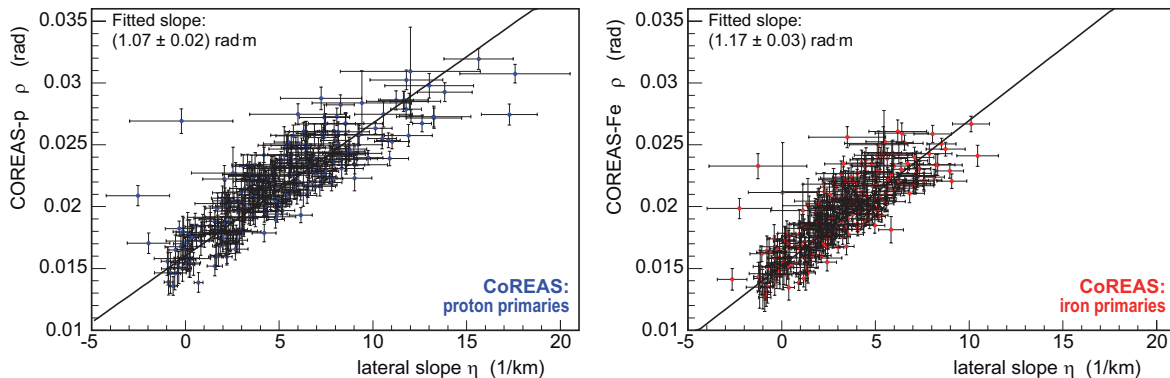 0.035
0.03
0.025
0.02
0.015
0.01
COREAS-p ρ (rad)
Fitted slope:
(1.07 ± 0.02) rad·m
CoREAS:
proton primaries
-5 0 5 10 15 20
lateral slope η (1/km)
0.035
0.03
0.025
0.02
0.015
0.01
COREAS-Fe ρ (rad)
Fitted slope:
(1.17 ± 0.03) rad·m
CoREAS:
iron primaries
-5 0 5 10 15 20
lateral slope η (1/km)